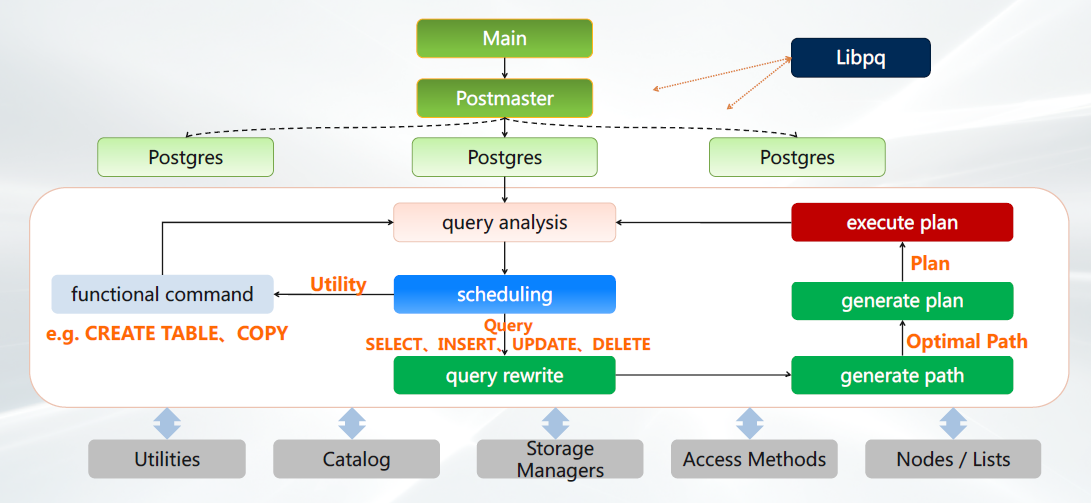 Main
Libpq
Postmaster
Postgres
Postgres
Postgres
query analysis
execute plan
Plan
functional command
Utility
scheduling
generate plan
e.g. CREATE TABLE、COPY
Query
SELECT、INSERT、UPDATE、DELETE
Optimal Path
query rewrite
generate path
Utilities
Catalog
Storage
Managers
Access Methods
Nodes / Lists